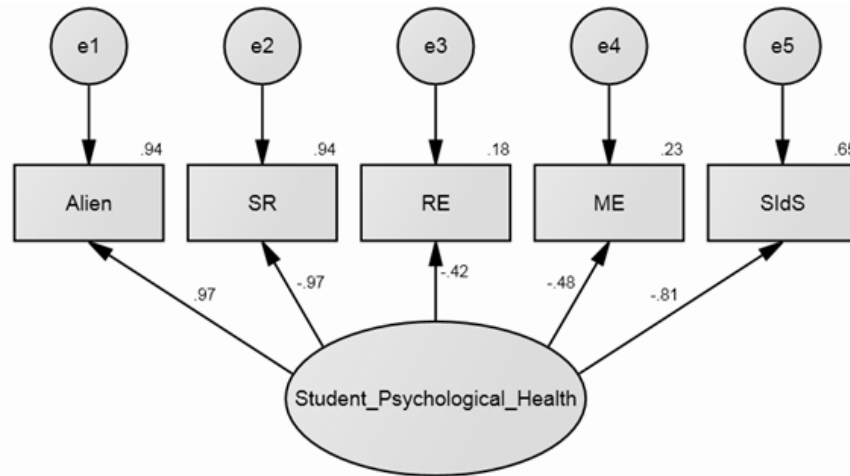 e1 e2 e3 e4 e5
.94 .94 .18 .23 .65
Alien SR RE ME SIdS
.97 -.97 -.42 -.48 -.81
Student_Psychological_Health